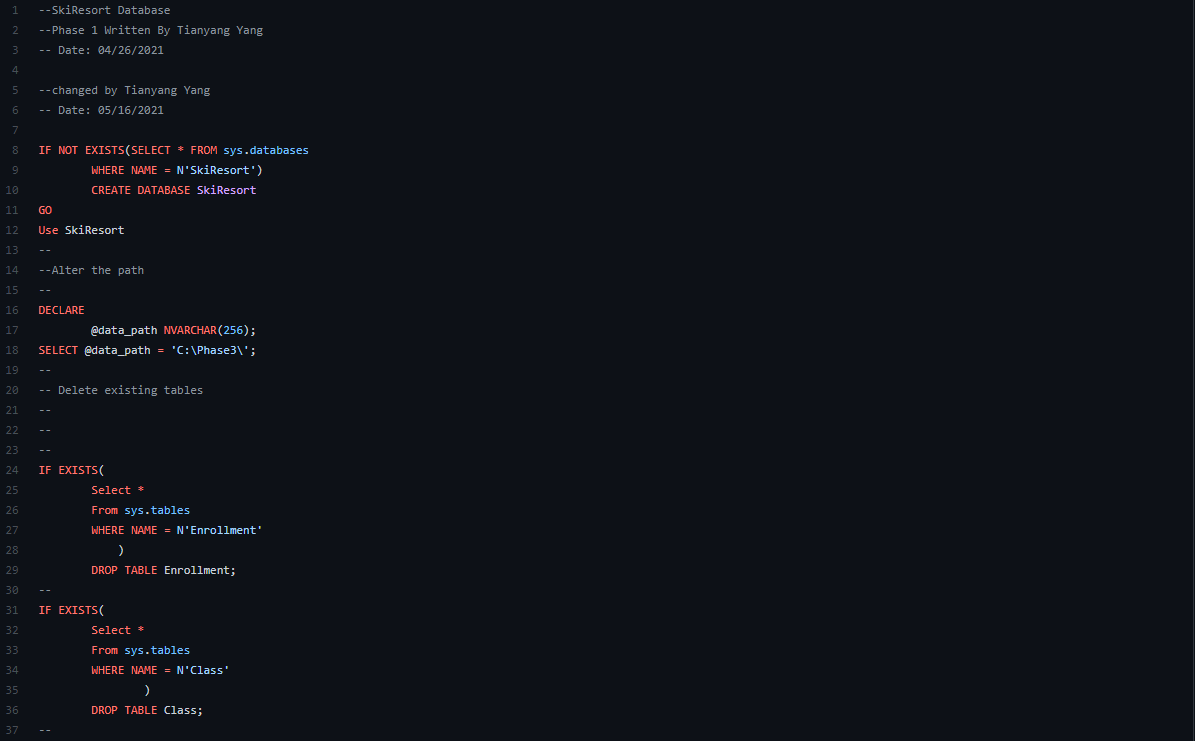 1 --SkiResort Database
2 --Phase 1 Written By Tianyang Yang
3 -- Date: 04/26/2021
4
5 --changed by Tianyang Yang
6 -- Date: 05/16/2021
7
8 IF NOT EXISTS(SELECT * FROM sys.databases
9 WHERE NAME = N'SkiResort')
10 CREATE DATABASE SkiResort
11 GO
12 Use SkiResort
13 --
14 --Alter the path
15 --
16 DECLARE
17 @data_path NVARCHAR(256);
18 SELECT @data_path = 'C:\Phase3\';
19 --
20 -- Delete existing tables
21 --
22 --
23 --
24 IF EXISTS(
25 Select *
26 From sys.tables
27 WHERE NAME = N'Enrollment'
28 )
29 DROP TABLE Enrollment;
30 --
31 IF EXISTS(
32 Select *
33 From sys.tables
34 WHERE NAME = N'Class'
35 )
36 DROP TABLE Class;
37 --